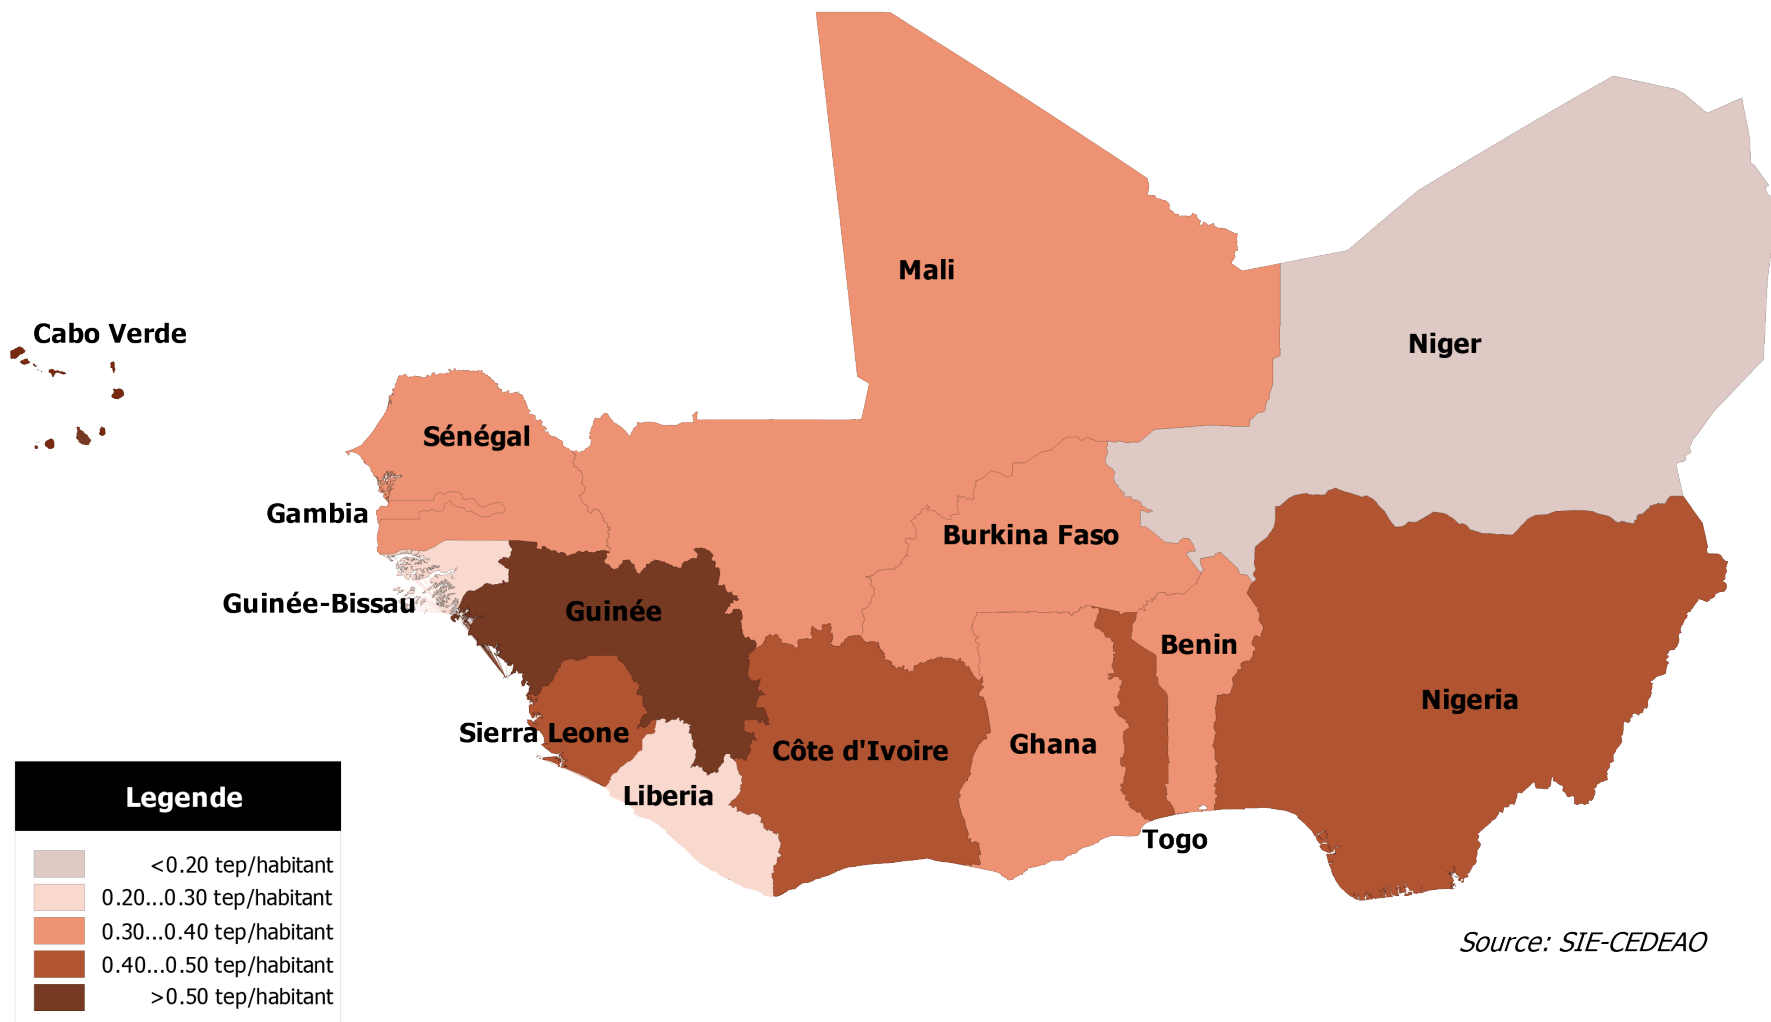 Mali
Cabo Verde
Niger
Sénégal
Gambia
Burkina Faso
Guinée-Bissau
Guinée
Benin
Nigeria
Sierra Leone
Côte d'Ivoire
Ghana
Liberia
Togo
Legende
<0.20 tep/habitant
0.20...0.30 tep/habitant
0.30...0.40 tep/habitant
0.40...0.50 tep/habitant
>0.50 tep/habitant
Source: SIE-CEDEAO